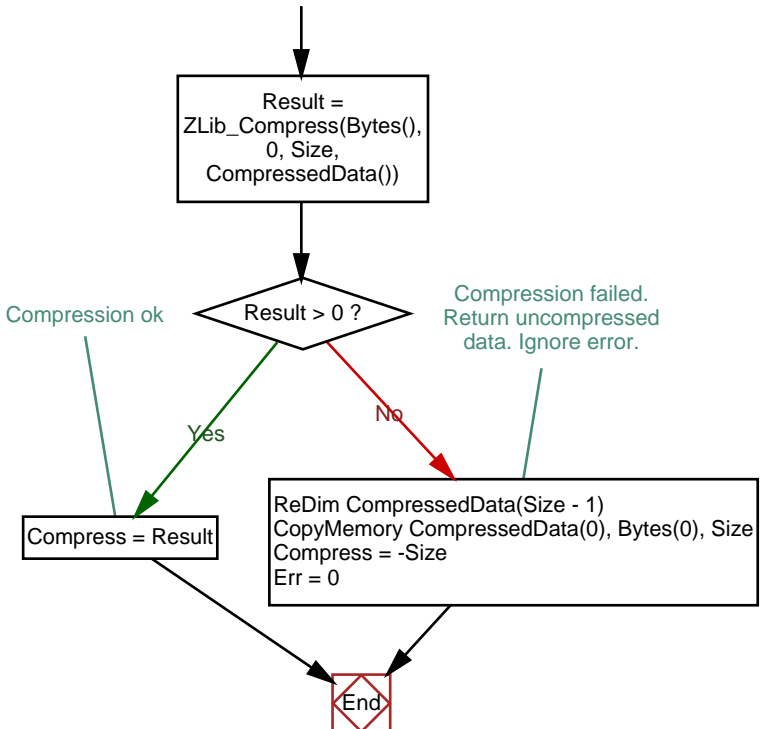 Result =
ZLib_Compress(Bytes(),
0, Size,
CompressedData())
Result > 0 ?
Compression ok
Compression failed.
Return uncompressed
data. Ignore error.
Yes
No
Compress = Result
ReDim CompressedData(Size - 1)
CopyMemory CompressedData(0), Bytes(0), Size
Compress = -Size
Err = 0
End